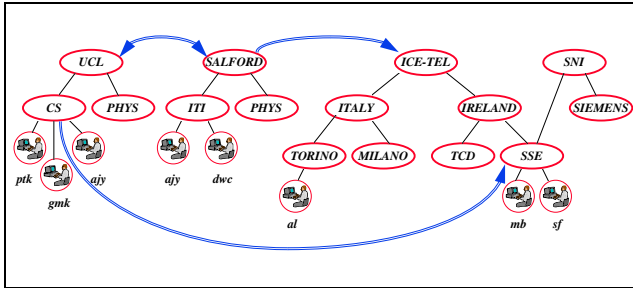 UCL SALFORD ICE-TEL SNI
CS PHYS ITI PHYS ITALY IRELAND SIEMENS
TORINO MILANO TCD SSE
ptk gmk ajy ajy dwc
al mb sf